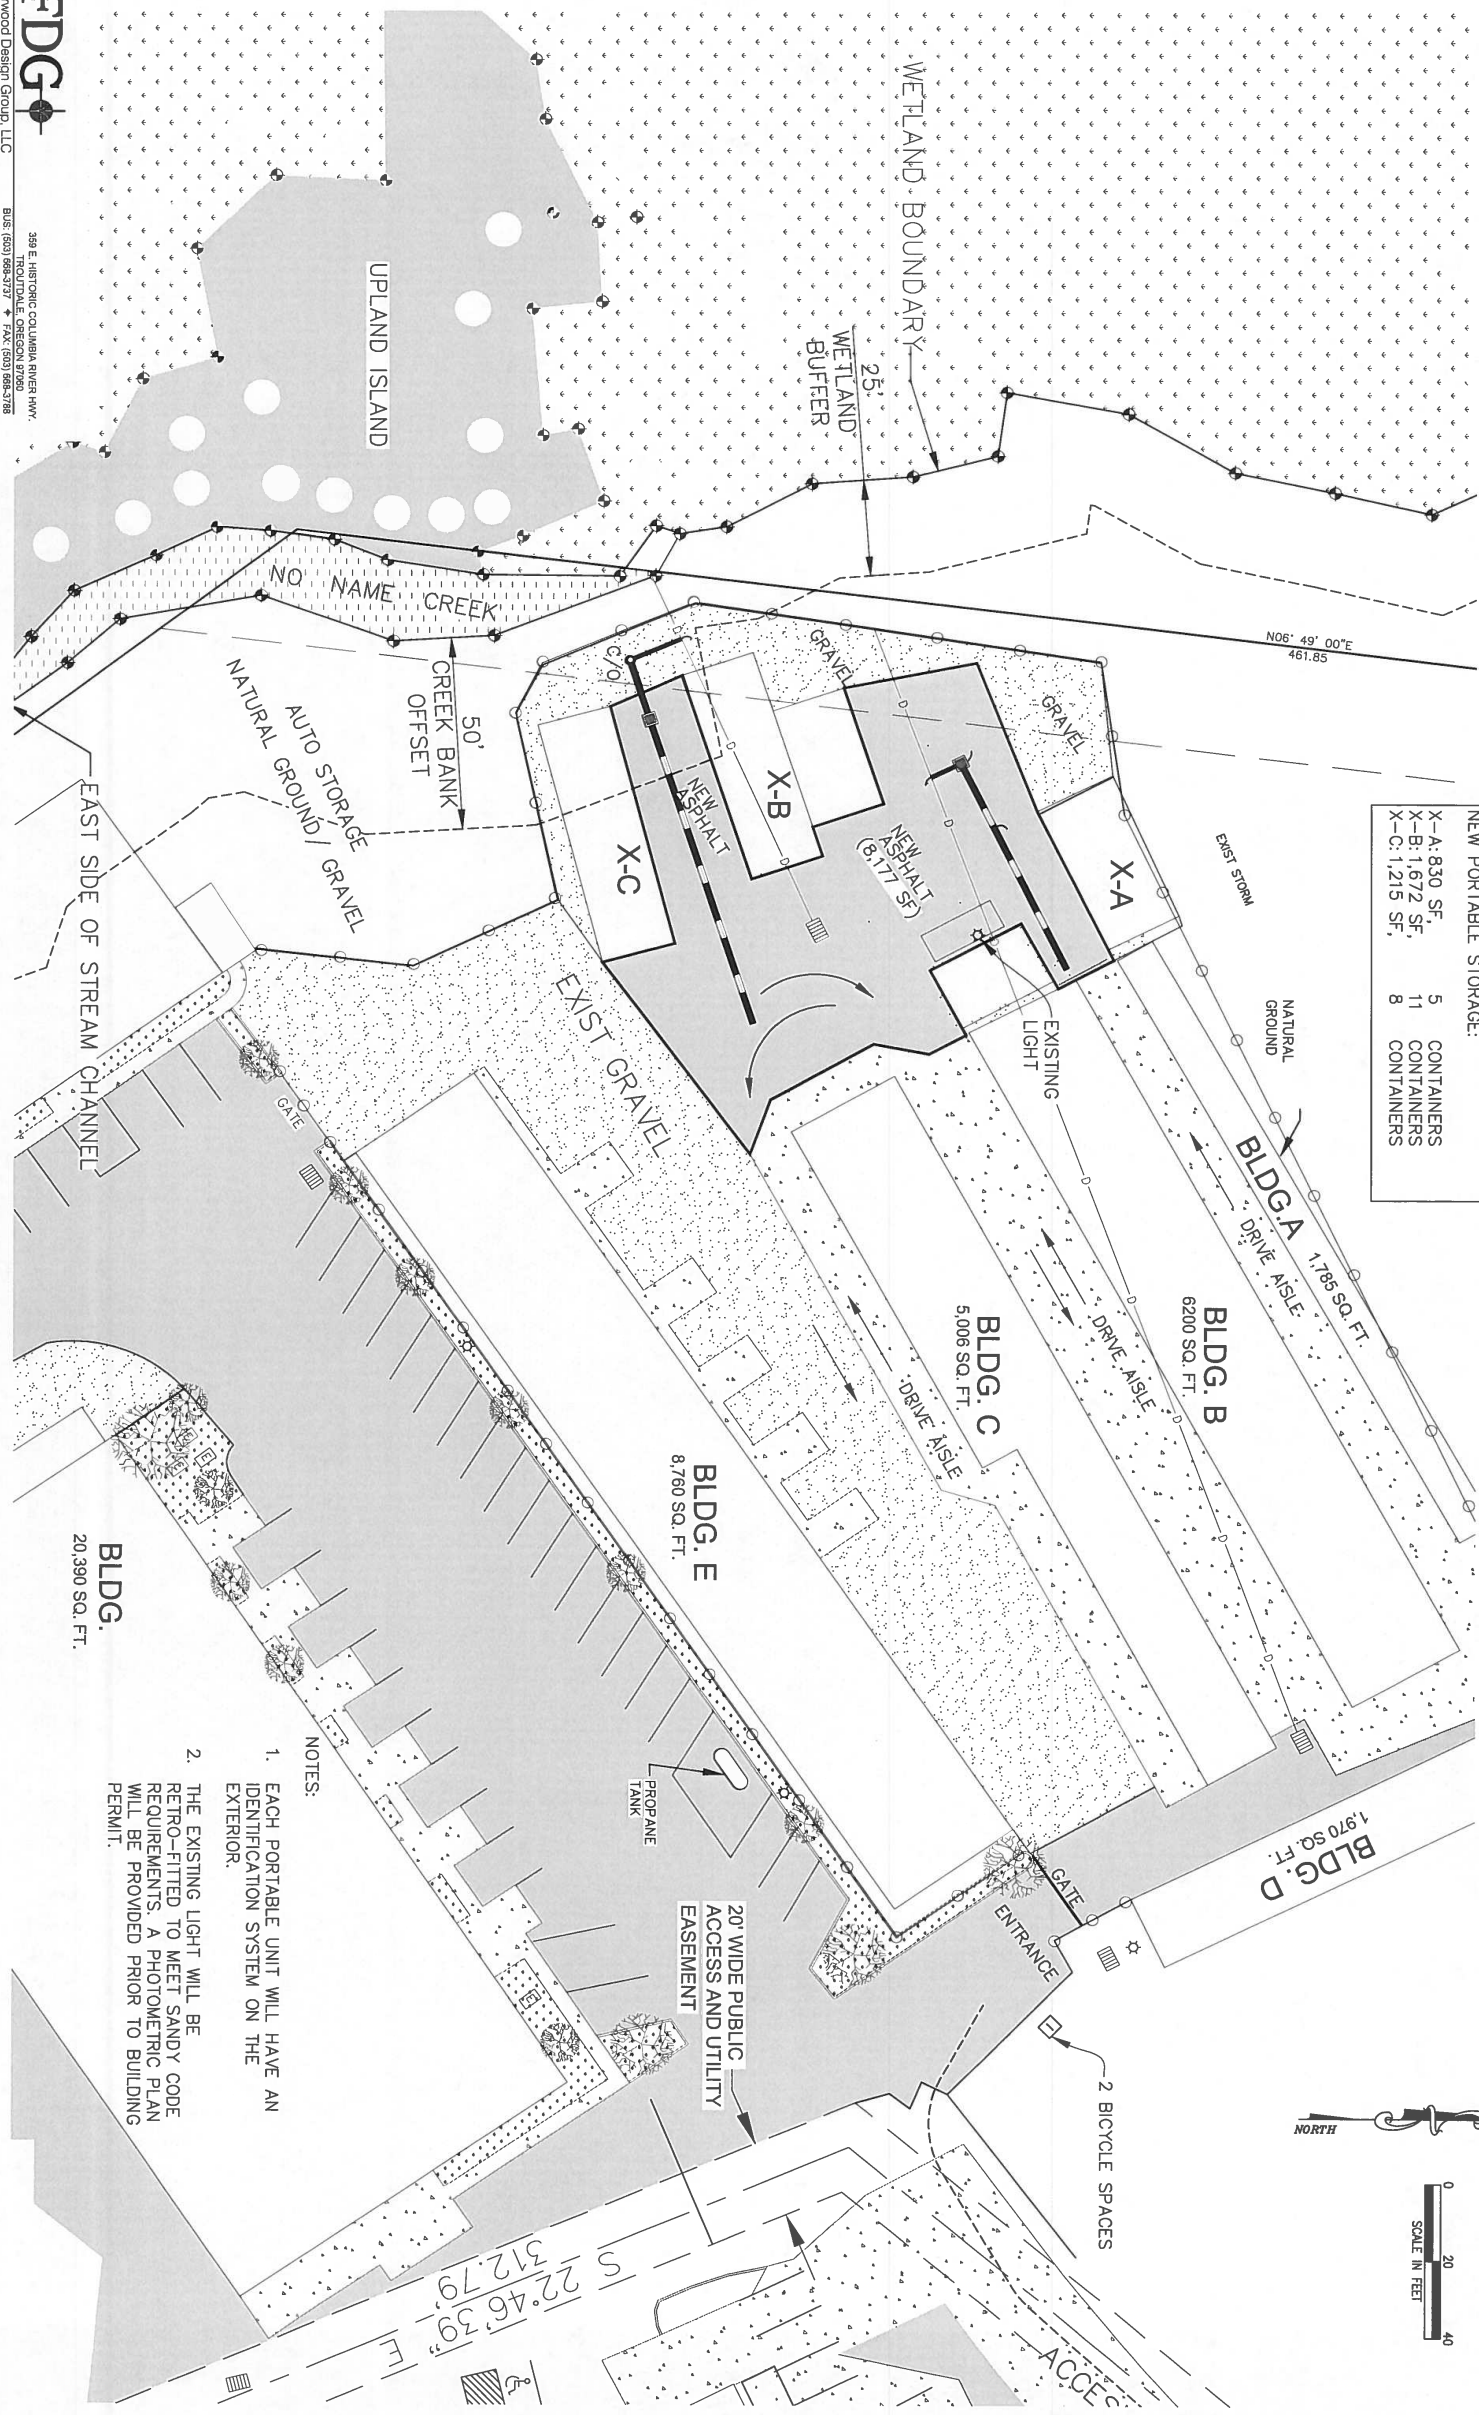 NEW PORTABLE STORAGE:
X-A: 830 SF, 5 CONTAINERS
X-B: 1,672 SF, 11 CONTAINERS
X-C: 1,215 SF, 8 CONTAINERS
NORTH
0 20 40
SCALE IN FEET
WETLAND BOUNDARY
25'
WETLAND
BUFFER
N06° 49' 00"E
461.85
EXIST STORM
NATURAL
GROUND
GRAVEL
GRAVEL
X-A
X-B
X-C
C/O
NEW
ASPHALT
NEW
ASPHALT
(8,177 SF)
D
D
D
D
D
EXISTING
LIGHT
BLDG.A 1,785 SQ. FT.
DRIVE AISLE
BLDG. B
6200 SQ. FT.
D
D
D
D
D
DRIVE AISLE
BLDG. C
5,006 SQ. FT.
DRIVE AISLE
BLDG. D
1,970 SQ. FT.
EXIST GRAVEL
BLDG. E
8,760 SQ. FT.
GATE
ENTRANCE
2 BICYCLE SPACES
UPLAND ISLAND
NO NAME CREEK
50'
CREEK BANK
OFFSET
AUTO STORAGE
NATURAL GROUND/ GRAVEL
EAST SIDE OF STREAM CHANNEL
GATE
PROPANE
TANK
20' WIDE PUBLIC
ACCESS AND UTILITY
EASEMENT
E
E
E
E
BLDG.
20,390 SQ. FT.
S 22°46'39" E
312.79'
NOTES:
1. EACH PORTABLE UNIT WILL HAVE AN
IDENTIFICATION SYSTEM ON THE
EXTERIOR.
2. THE EXISTING LIGHT WILL BE
RETRO-FITTED TO MEET SANDY CODE
REQUIREMENTS. A PHOTOMETRIC PLAN
WILL BE PROVIDED PRIOR TO BUILDING
PERMIT.
FDG
Design Group, LLC
359 E. HISTORIC COLUMBIA RIVER HWY.
TROUTDALE, OREGON 97060
BUS: (503) 668-3737 ✦ FAX: (503) 668-3788